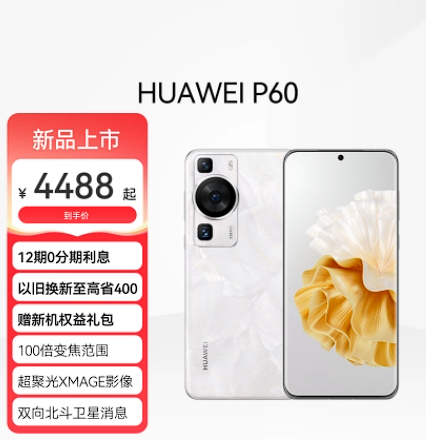 HUAWEI P60
新品上市
¥ 4488 起
到手价
12期0分期利息
以旧换新至高省400
赠新机权益礼包
100倍变焦范围
超聚光XMAGE影像
双向北斗卫星消息
HUAWEI
XMAGE